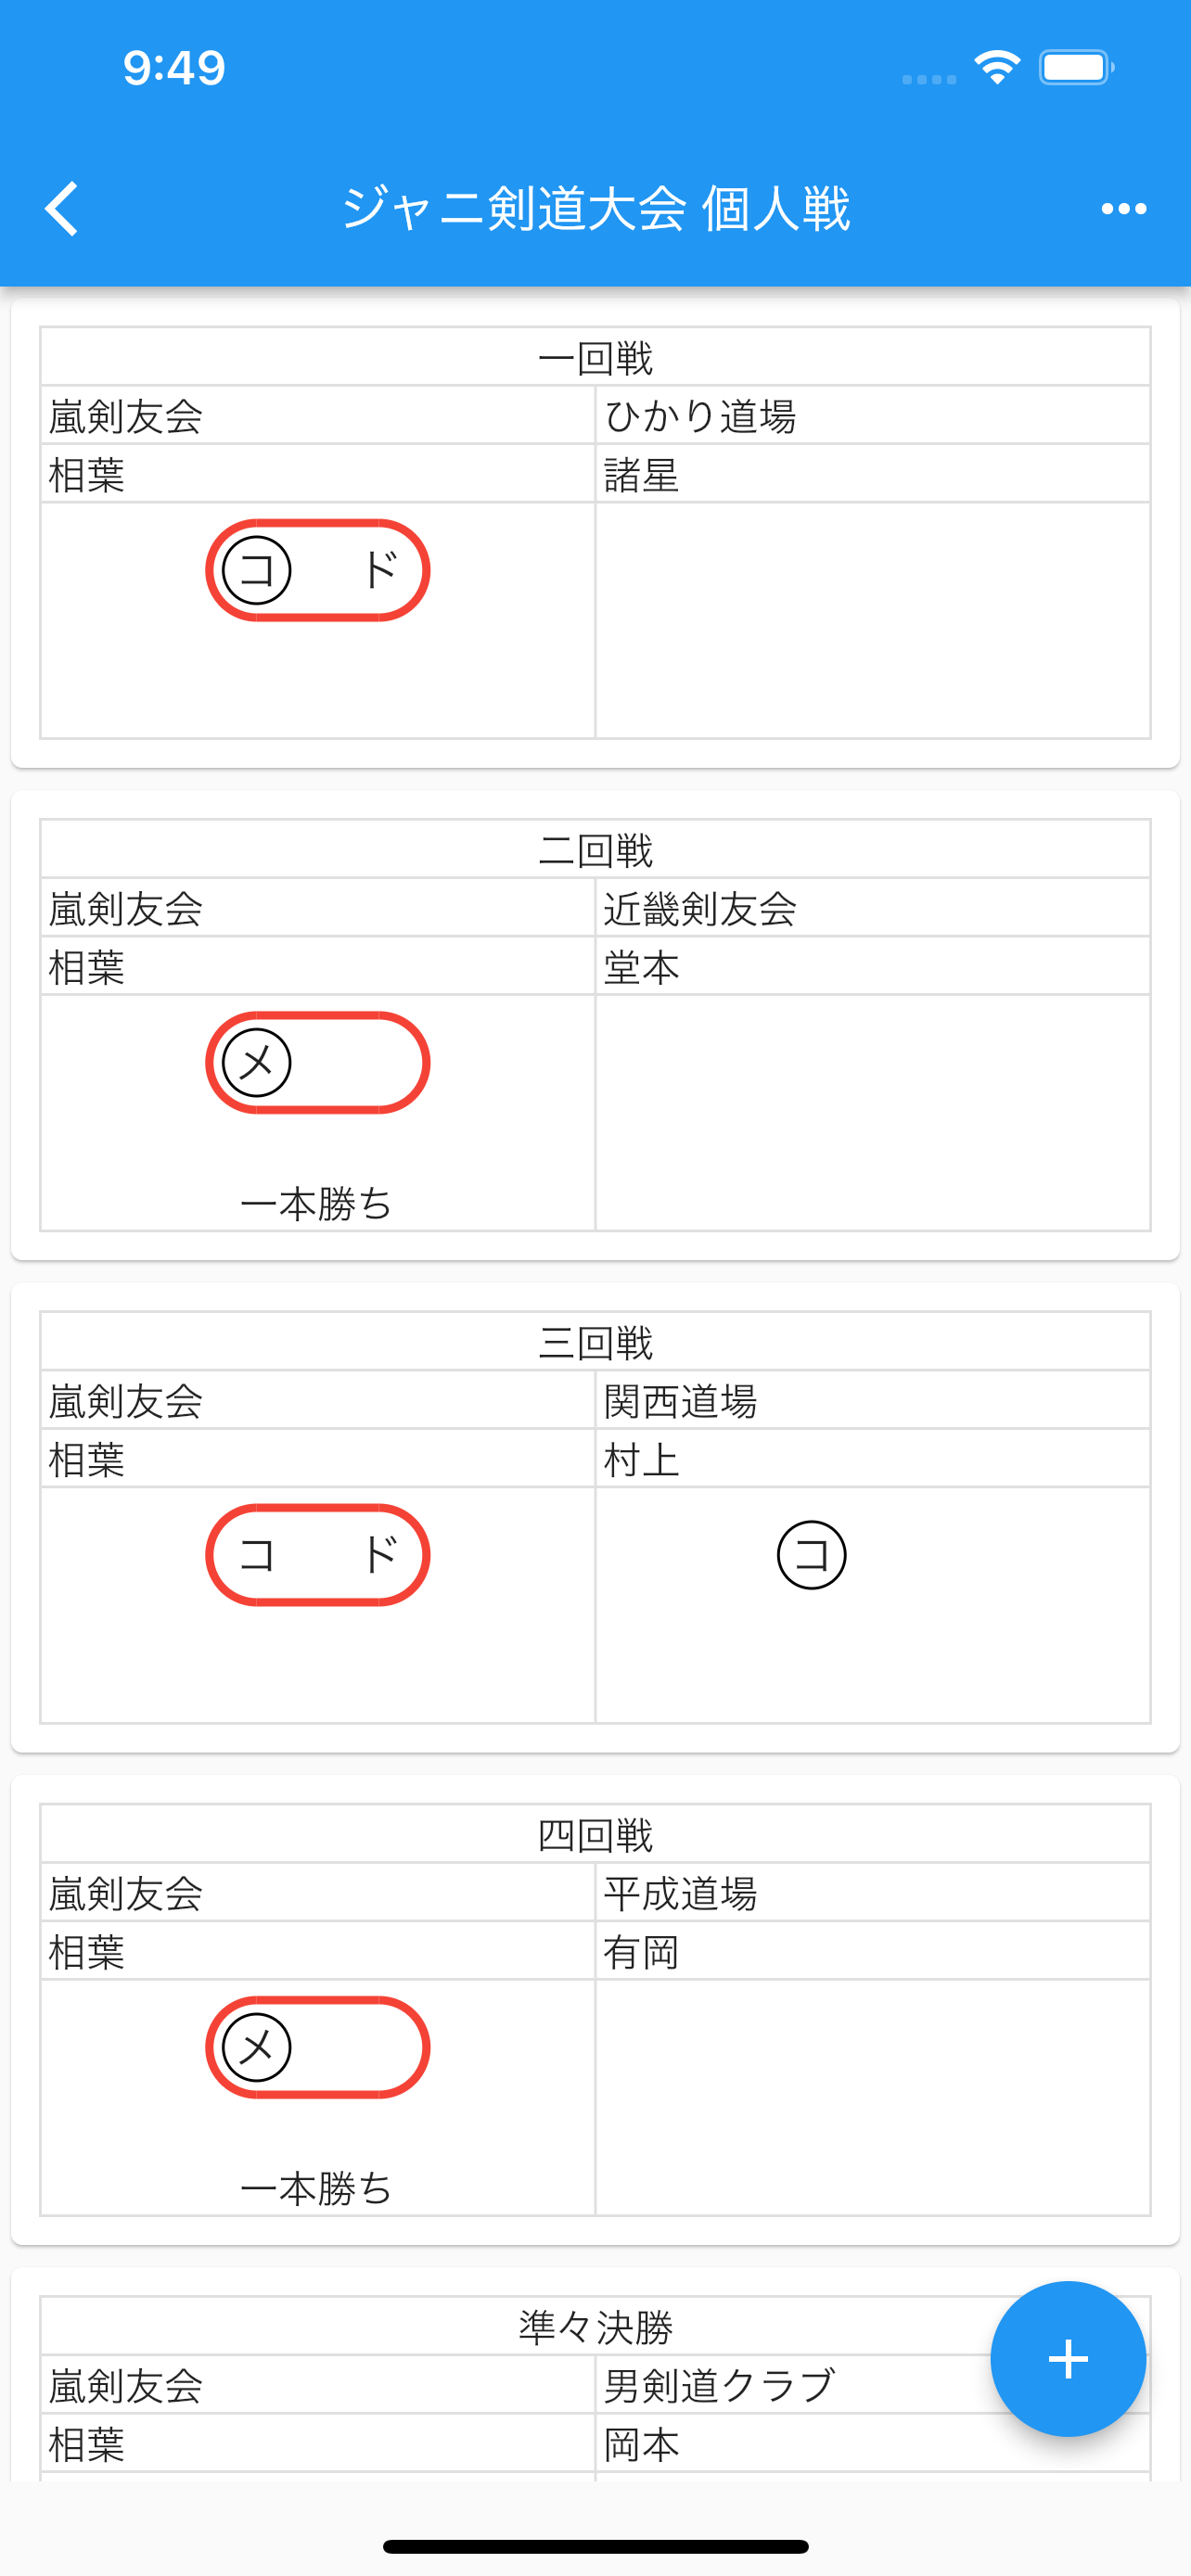 9:49
ジャニ剣道大会 個人戦
一回戦
嵐剣友会 ひかり道場
相葉 諸星
コ ド
二回戦
嵐剣友会 近畿剣友会
相葉 堂本
メ
一本勝ち
三回戦
嵐剣友会 関西道場
相葉 村上
コ ド コ
四回戦
嵐剣友会 平成道場
相葉 有岡
メ
一本勝ち
準々決勝
嵐剣友会 男剣道クラブ
相葉 岡本